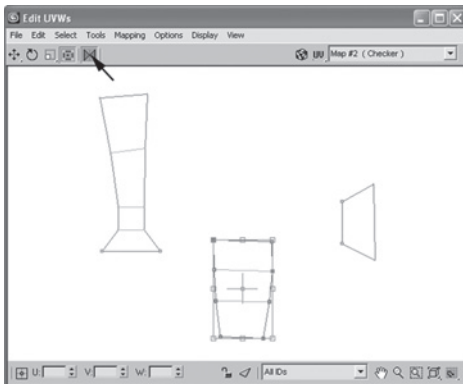 Edit UVWs
File Edit Select Tools Mapping Options Display View
UV Map #2 ( Checker )
U: V: W: All IDs